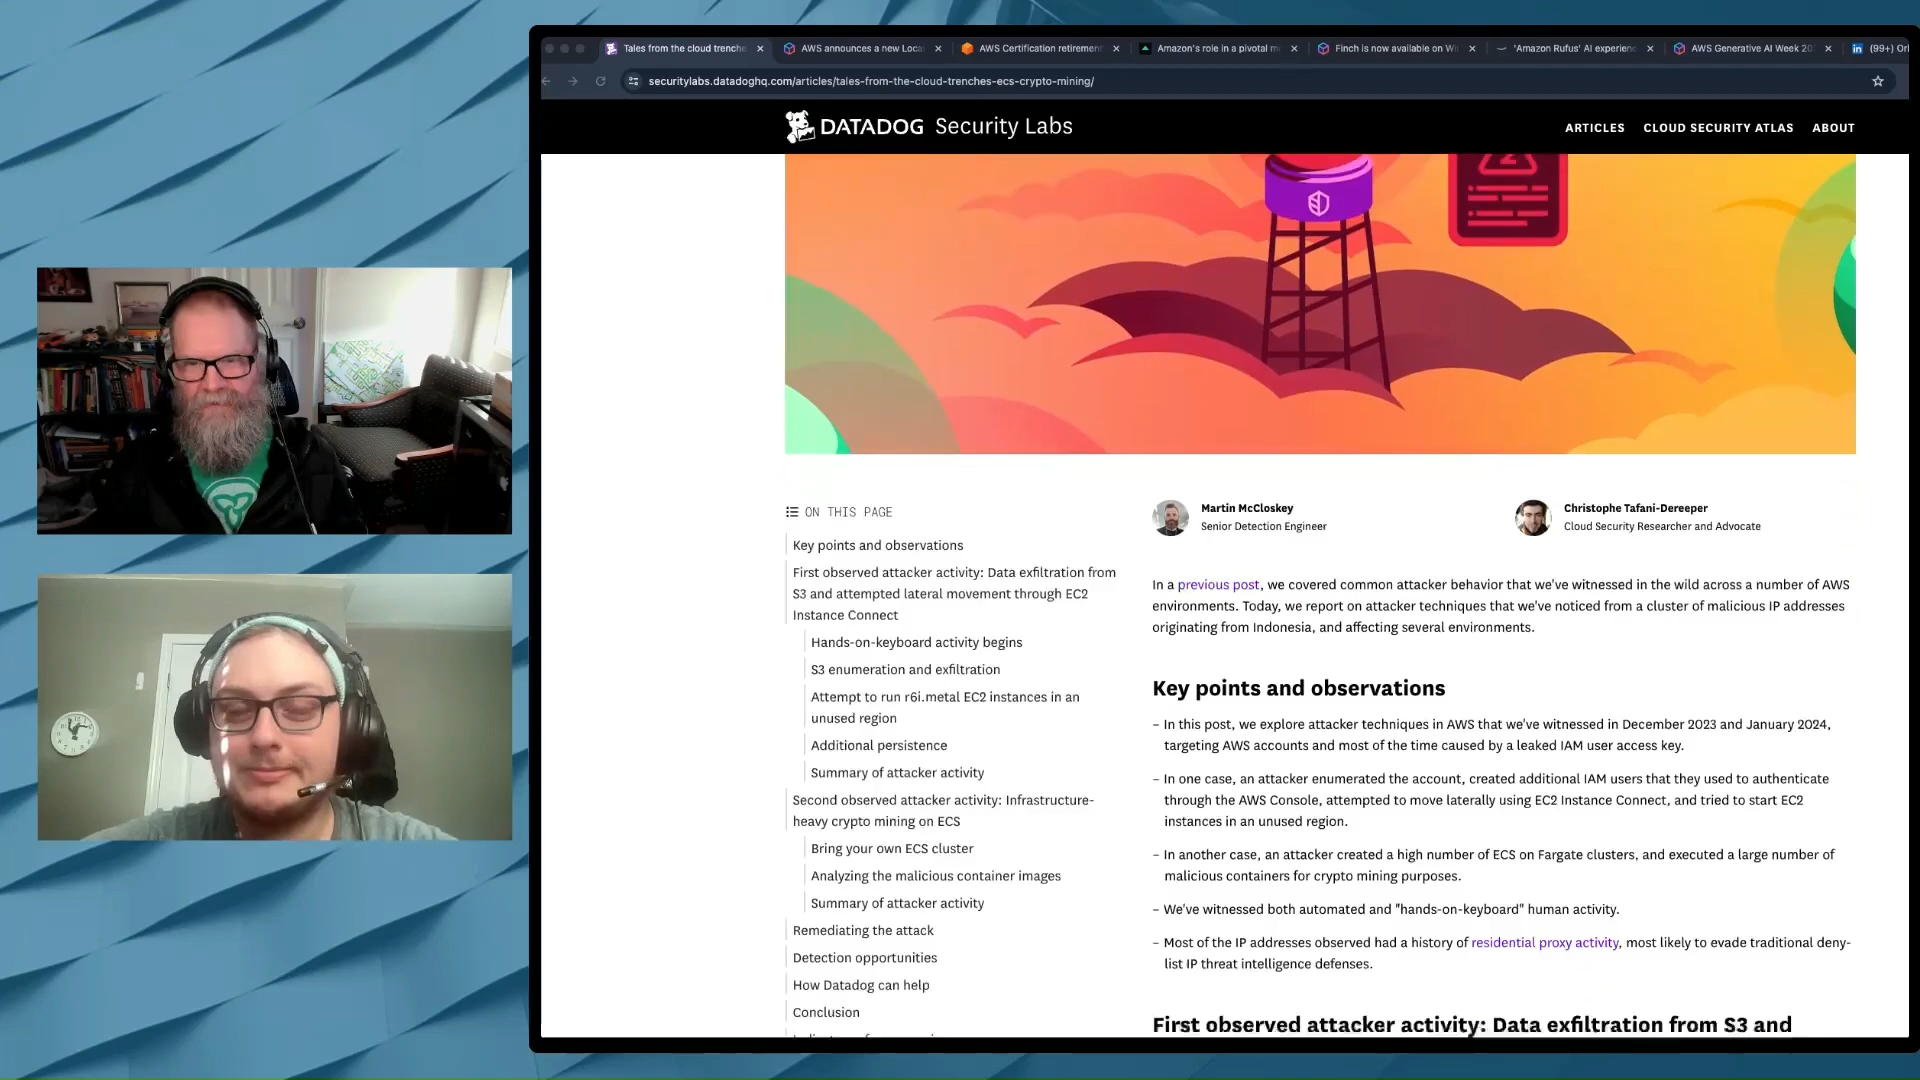 Tales from the cloud trenche
AWS announces a new Loca
AWS Certification retirement
Amazon's role in a pivotal m
Finch is now available on Wi
'Amazon Rufus' AI experienc
AWS Generative AI Week 20
(99+) Or
securitylabs.datadoghq.com/articles/tales-from-the-cloud-trenches-ecs-crypto-mining/
DATADOG Security Labs
ARTICLES CLOUD SECURITY ATLAS ABOUT
ON THIS PAGE
Key points and observations
First observed attacker activity: Data exfiltration from
S3 and attempted lateral movement through EC2
Instance Connect
Hands-on-keyboard activity begins
S3 enumeration and exfiltration
Attempt to run r6i.metal EC2 instances in an
unused region
Additional persistence
Summary of attacker activity
Second observed attacker activity: Infrastructure-
heavy crypto mining on ECS
Bring your own ECS cluster
Analyzing the malicious container images
Summary of attacker activity
Remediating the attack
Detection opportunities
How Datadog can help
Conclusion
Martin McCloskey
Senior Detection Engineer
Christophe Tafani-Dereeper
Cloud Security Researcher and Advocate
In a previous post, we covered common attacker behavior that we've witnessed in the wild across a number of AWS
environments. Today, we report on attacker techniques that we've noticed from a cluster of malicious IP addresses
originating from Indonesia, and affecting several environments.
Key points and observations
– In this post, we explore attacker techniques in AWS that we've witnessed in December 2023 and January 2024,
targeting AWS accounts and most of the time caused by a leaked IAM user access key.
– In one case, an attacker enumerated the account, created additional IAM users that they used to authenticate
through the AWS Console, attempted to move laterally using EC2 Instance Connect, and tried to start EC2
instances in an unused region.
– In another case, an attacker created a high number of ECS on Fargate clusters, and executed a large number of
malicious containers for crypto mining purposes.
– We've witnessed both automated and "hands-on-keyboard" human activity.
– Most of the IP addresses observed had a history of residential proxy activity, most likely to evade traditional deny-
list IP threat intelligence defenses.
First observed attacker activity: Data exfiltration from S3 and